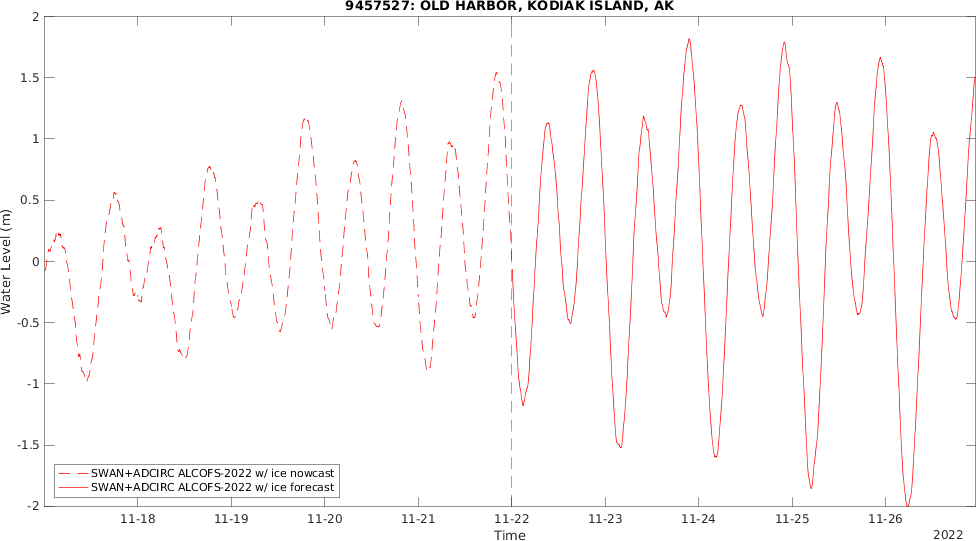 9457527: OLD HARBOR, KODIAK ISLAND, AK
2
1.5
1
0.5
0
-0.5
-1
-1.5
-2
Water Level (m)
SWAN+ADCIRC ALCOFS-2022 w/ ice nowcast
SWAN+ADCIRC ALCOFS-2022 w/ ice forecast
11-18 11-19 11-20 11-21 11-22 11-23 11-24 11-25 11-26
Time
2022